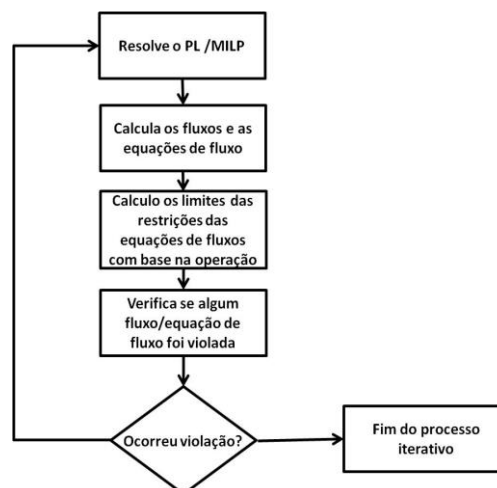 Resolve o PL /MILP
Calcula os fluxos e as
equações de fluxo
Calculo os limites das
restrições das
equações de fluxos
com base na operação
Verifica se algum
fluxo/equação de
fluxo foi violada
Ocorreu violação?
Fim do processo
iterativo